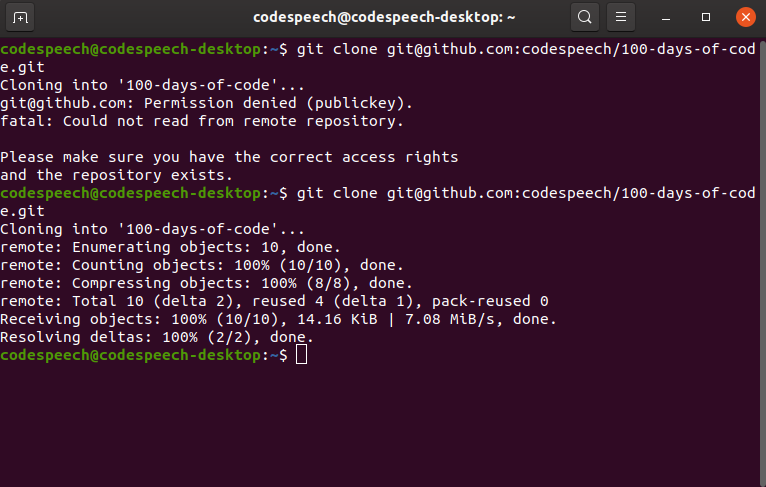 codespeech@codespeech-desktop: ~
codespeech@codespeech-desktop:~$ git clone git@github.com:codespeech/100-days-of-cod
e.git
Cloning into '100-days-of-code'...
git@github.com: Permission denied (publickey).
fatal: Could not read from remote repository.

Please make sure you have the correct access rights
and the repository exists.
codespeech@codespeech-desktop:~$ git clone git@github.com:codespeech/100-days-of-cod
e.git
Cloning into '100-days-of-code'...
remote: Enumerating objects: 10, done.
remote: Counting objects: 100% (10/10), done.
remote: Compressing objects: 100% (8/8), done.
remote: Total 10 (delta 2), reused 4 (delta 1), pack-reused 0
Receiving objects: 100% (10/10), 14.16 KiB | 7.08 MiB/s, done.
Resolving deltas: 100% (2/2), done.
codespeech@codespeech-desktop:~$